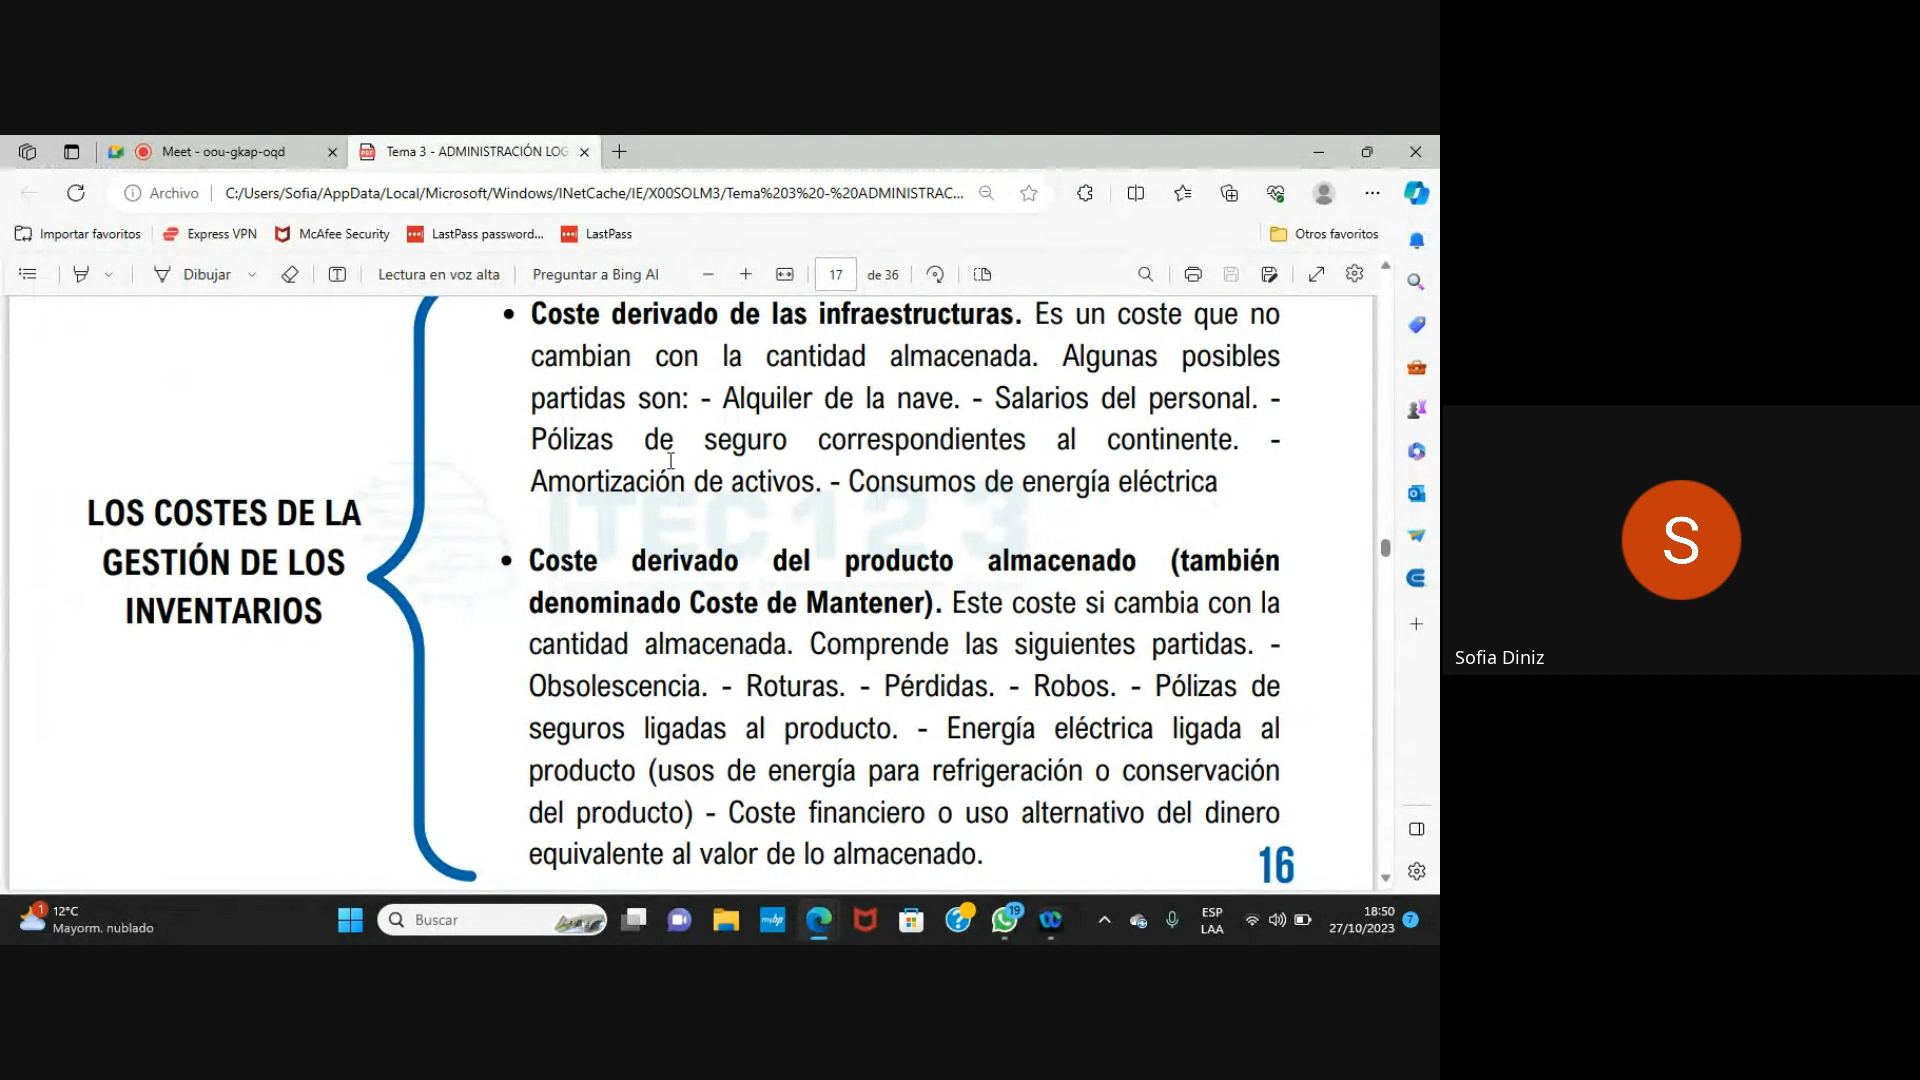 Meet - oou-gkap-oqd
Tema 3 - ADMINISTRACIÓN LOG
Archivo
C:/Users/Sofia/AppData/Local/Microsoft/Windows/INetCache/IE/X00SOLM3/Tema%203%20-%20ADMINISTRAC...
Importar favoritos
Express VPN
McAfee Security
LastPass password...
LastPass
Otros favoritos
Dibujar
Lectura en voz alta
Preguntar a Bing AI
17
de 36
• Coste derivado de las infraestructuras. Es un coste que no
cambian con la cantidad almacenada. Algunas posibles
partidas son: - Alquiler de la nave. - Salarios del personal. -
Pólizas de seguro correspondientes al continente. -
Amortización de activos. - Consumos de energía eléctrica
ITEC 1 2 3
LOS COSTES DE LA
GESTIÓN DE LOS
INVENTARIOS
• Coste derivado del producto almacenado (también
denominado Coste de Mantener). Este coste si cambia con la
cantidad almacenada. Comprende las siguientes partidas. -
Obsolescencia. - Roturas. - Pérdidas. - Robos. - Pólizas de
seguros ligadas al producto. - Energía eléctrica ligada al
producto (usos de energía para refrigeración o conservación
del producto) - Coste financiero o uso alternativo del dinero
equivalente al valor de lo almacenado.
16
S
Sofia Diniz
1
12°C
Mayorm. nublado
Buscar
myhp
19
ESP
LAA
18:50
27/10/2023
7